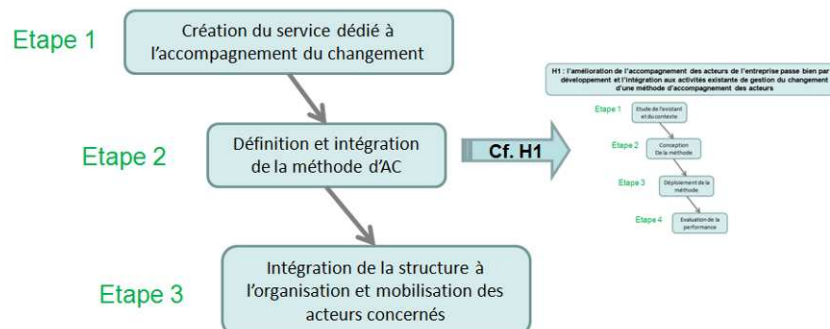 Etape 1
Création du service dédié à
l'accompagnement du changement
Etape 2
Définition et intégration
de la méthode d'AC
Cf. H1
Etape 3
Intégration de la structure à
l'organisation et mobilisation des
acteurs concernés
H1 : l'amélioration de l'accompagnement des acteurs de l'entreprise passe bien par
développement et l'intégration aux activités existante de gestion du changement
d'une méthode d'accompagnement des acteurs
Etape 1
Etude de l'existant
et du contexte
Etape 2
Conception
De la méthode
Etape 3
Déploiement de la
méthode
Etape 4
Evaluation de la
performance